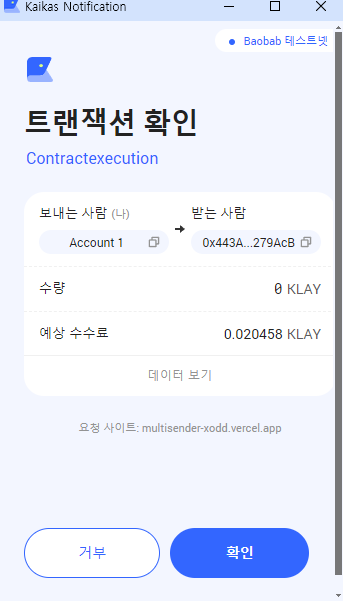 Kaikas Notification
Baobab 테스트넷
트랜잭션 확인
Contractexecution
보내는 사람 (나)
받는 사람
Account 1
0x443A...279AcB
수량
0 KLAY
예상 수수료
0.020458 KLAY
데이터 보기
요청 사이트: multisender-xodd.vercel.app
거부
확인